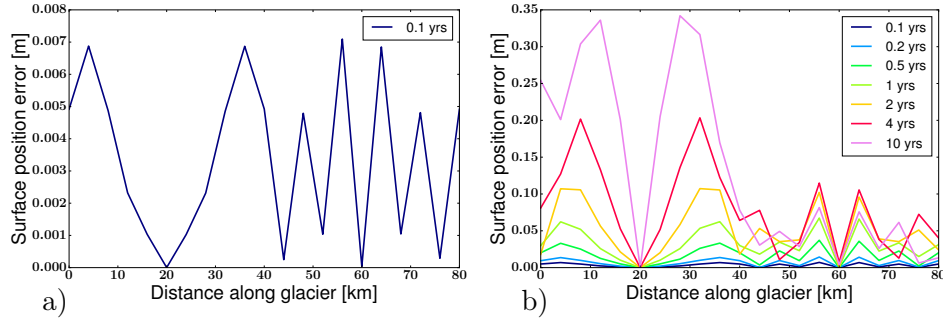 0.008
0.007
0.006
0.005
0.004
0.003
0.002
0.001
0.000
Surface position error [m]
0 10 20 30 40 50 60 70 80
Distance along glacier [km]
0.1 yrs
a)
0.35
0.30
0.25
0.20
0.15
0.10
0.05
0.00
Surface position error [m]
0 10 20 30 40 50 60 70 80
Distance along glacier [km]
0.1 yrs
0.2 yrs
0.5 yrs
1 yrs
2 yrs
4 yrs
10 yrs
b)